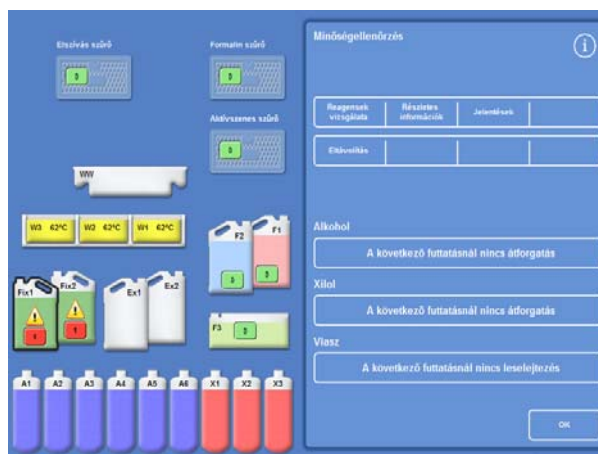 Elszívás szűrő
Formalin szűrő
Aktívszenes szűrő
WW
W3 62°C
W2 62°C
W1 62°C
F2
F1
Fix1
Fix2
Ex1
Ex2
F3
A1
A2
A3
A4
A5
A6
X1
X2
X3
Minőségellenőrzés
i
Reagensek
vizsgálata
Részletes
információk
Jelentések
Eltávolítás
Alkohol
A következő futtatásnál nincs átforgatás
Xilol
A következő futtatásnál nincs átforgatás
Viasz
A következő futtatásnál nincs leselejtezés
OK